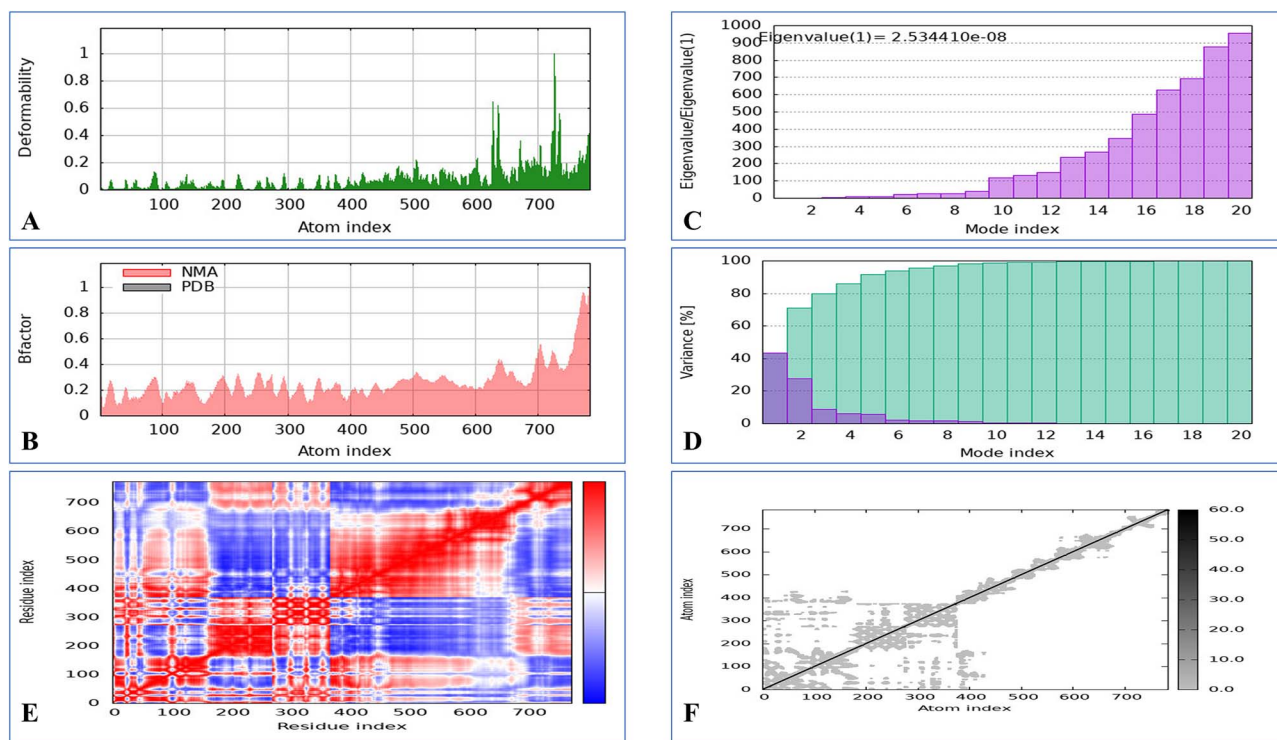 Deformability
1
0.8
0.6
0.4
0.2
0
100 200 300 400 500 600 700
Atom index
A
Eigenvalue/Eigenvalue(1)
1000
900
800
700
600
500
400
300
200
100
0
Eigenvalue(1)= 2.534410e-08
2 4 6 8 10 12 14 16 18 20
Mode index
C
Bfactor
1
0.8
0.6
0.4
0.2
0
NMA
PDB
100 200 300 400 500 600 700
Atom index
B
Variance [%]
100
80
60
40
20
0
2 4 6 8 10 12 14 16 18 20
Mode index
D
Residue index
700
600
500
400
300
200
100
0
0 100 200 300 400 500 600 700
Residue index
E
Atom index
700
600
500
400
300
200
100
0
0 100 200 300 400 500 600 700
Atom index
60.0
50.0
40.0
30.0
20.0
10.0
0.0
F